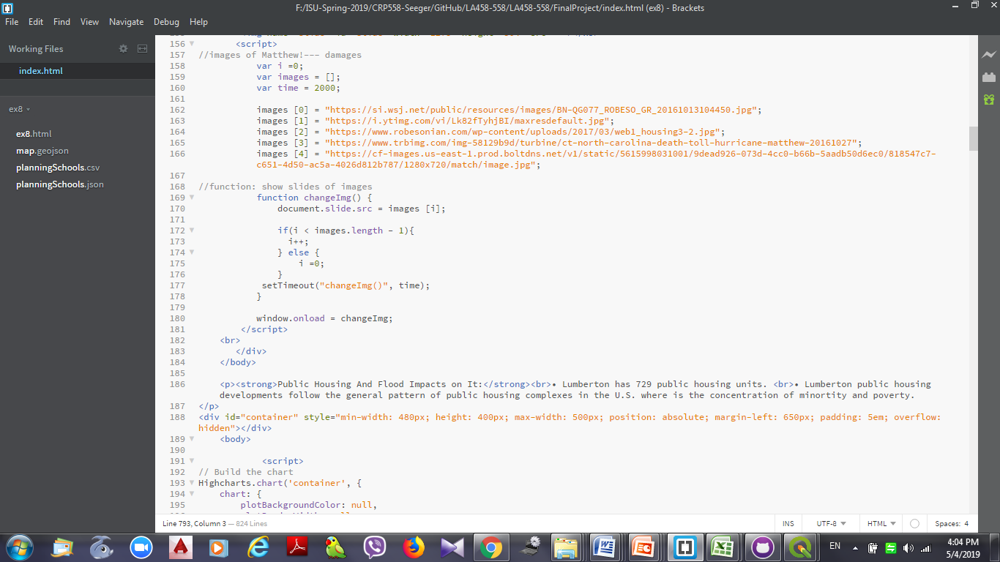 F:/ISU-Spring-2019/CRP558-Seeger/GitHub/LA458-558/LA458-558/FinalProject/index.html (ex8) - Brackets
File Edit Find View Navigate Debug Help
Working Files
index.html
ex8
ex8.html
map.geojson
planningSchools.csv
planningSchools.json
156 <script>
157 //images of Matthew!--- damages
158 var i =0;
159 var images = [];
160 var time = 2000;
161
162 images [0] = "https://si.wsj.net/public/resources/images/BN-QG077_ROBESO_GR_20161013104450.jpg";
163 images [1] = "https://i.ytimg.com/vi/Lk82fTyhjBI/maxresdefault.jpg";
164 images [2] = "https://www.robesonian.com/wp-content/uploads/2017/03/web1_housing3-2.jpg";
165 images [3] = "https://www.trbimg.com/img-58129b9d/turbine/ct-north-carolina-death-toll-hurricane-matthew-20161027";
166 images [4] = "https://cf-images.us-east-1.prod.boltdns.net/v1/static/5615998031001/9dead926-073d-4cc0-b66b-5aadb50d6ec0/818547c7-
c651-4d50-ac5a-4026d812b787/1280x720/match/image.jpg";
167
168 //function: show slides of images
169 function changeImg() {
170 document.slide.src = images [i];
171
172 if(i < images.length - 1){
173 i++;
174 } else {
175 i =0;
176 }
177 setTimeout("changeImg()", time);
178 }
179
180 window.onload = changeImg;
181 </script>
182 <br>
183 </div>
184 </body>
185
186 <p><strong>Public Housing And Flood Impacts on It:</strong><br>• Lumberton has 729 public housing units. <br>• Lumberton public housing
developments follow the general pattern of public housing complexes in the U.S. where is the concentration of minortity and poverty.
187 </p>
188 <div id="container" style="min-width: 480px; height: 400px; max-width: 500px; position: absolute; margin-left: 650px; padding: 5em; overflow:
hidden"></div>
189 <body>
190
191 <script>
192 // Build the chart
193 Highcharts.chart('container', {
194 chart: {
195 plotBackgroundColor: null,
Line 793, Column 3 — 824 Lines
INS UTF-8 HTML Spaces: 4
EN
4:04 PM
5/4/2019